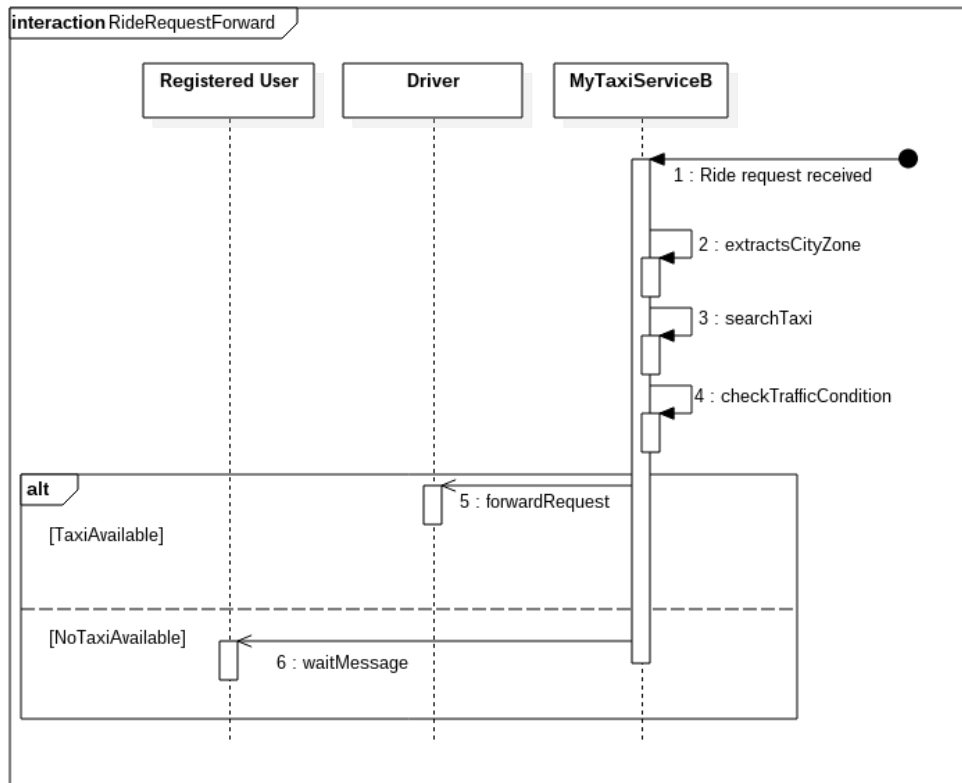 interaction RideRequestForward
Registered User
Driver
MyTaxiServiceB
1 : Ride request received
2 : extractsCityZone
3 : searchTaxi
4 : checkTrafficCondition
alt
5 : forwardRequest
[TaxiAvailable]
[NoTaxiAvailable]
6 : waitMessage